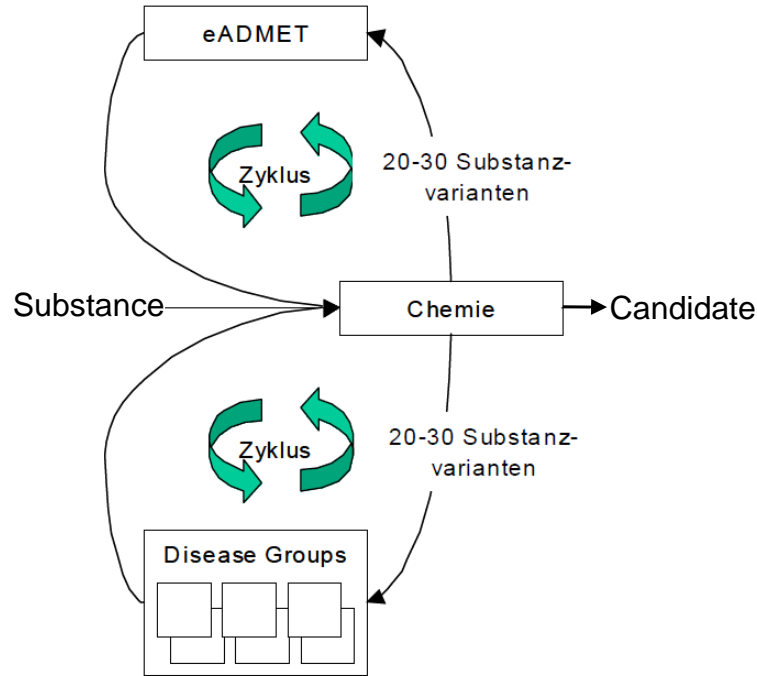 eADMET
Zyklus
20-30 Substanz-
varianten
Substance
Chemie
Candidate
Zyklus
20-30 Substanz-
varianten
Disease Groups